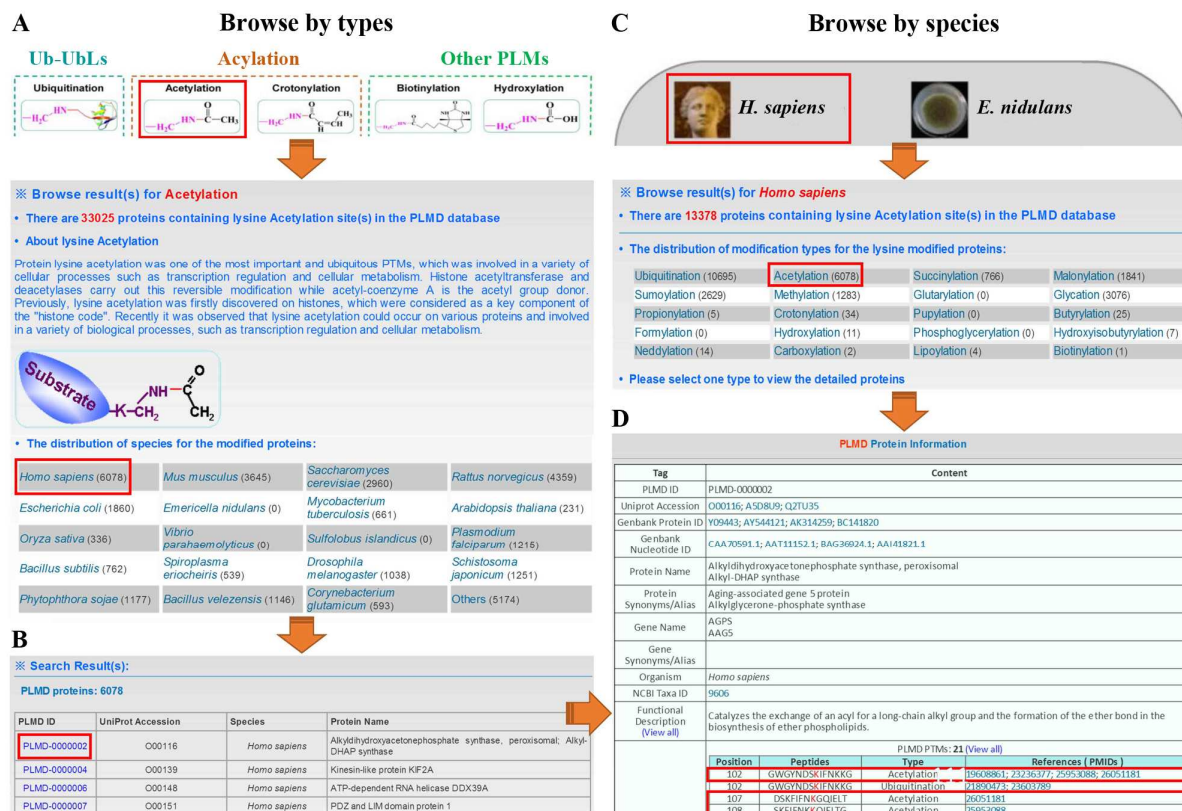 A
Browse by types
Ub-UbLs
Acylation
Other PLMs
Ubiquitination
Acetylation
Crotonylation
Biotinylation
Hydroxylation
※ Browse result(s) for Acetylation
• There are 33025 proteins containing lysine Acetylation site(s) in the PLMD database
• About lysine Acetylation
Protein lysine acetylation was one of the most important and ubiquitous PTMs, which was involved in a variety of
cellular processes such as transcription regulation and cellular metabolism. Histone acetyltransferase and
deacetylases carry out this reversible modification while acetyl-coenzyme A is the acetyl group donor.
Previously, lysine acetylation was firstly discovered on histones, which were considered as a key component of
the "histone code". Recently it was observed that lysine acetylation could occur on various proteins and involved
in a variety of biological processes, such as transcription regulation and cellular metabolism.
Substrate
K-CH₂
NH
C
O
CH₂
• The distribution of species for the modified proteins:
Homo sapiens (6078) Mus musculus (3645) Saccharomyces cerevisiae (2960) Rattus norvegicus (4359)
Escherichia coli (1860) Emericella nidulans (0) Mycobacterium tuberculosis (661) Arabidopsis thaliana (231)
Oryza sativa (336) Vibrio parahaemolyticus (0) Sulfolobus islandicus (0) Plasmodium falciparum (1215)
Bacillus subtilis (762) Spiroplasma eriocheiris (539) Drosophila melanogaster (1038) Schistosoma japonicum (1251)
Phytophthora sojae (1177) Bacillus velezensis (1146) Corynebacterium glutamicum (593) Others (5174)
B
※ Search Result(s):
PLMD proteins: 6078
PLMD ID UniProt Accession Species Protein Name
PLMD-0000002 O00116 Homo sapiens Alkyldihydroxyacetonephosphate synthase, peroxisomal; Alkyl-
DHAP synthase
PLMD-0000004 O00139 Homo sapiens Kinesin-like protein KIF2A
PLMD-0000006 O00148 Homo sapiens ATP-dependent RNA helicase DDX39A
PLMD-0000007 O00151 Homo sapiens PDZ and LIM domain protein 1
C
Browse by species
H. sapiens
E. nidulans
※ Browse result(s) for Homo sapiens
• There are 13378 proteins containing lysine Acetylation site(s) in the PLMD database
• The distribution of modification types for the lysine modified proteins:
Ubiquitination (10695) Acetylation (6078) Succinylation (766) Malonylation (1841)
Sumoylation (2629) Methylation (1283) Glutarylation (0) Glycation (3076)
Propionylation (5) Crotonylation (34) Pupylation (0) Butyrylation (25)
Formylation (0) Hydroxylation (11) Phosphoglycerylation (0) Hydroxyisobutyrylation (7)
Neddylation (14) Carboxylation (2) Lipoylation (4) Biotinylation (1)
• Please select one type to view the detailed proteins
D
PLMD Protein Information
Tag Content
PLMD ID PLMD-0000002
Uniprot Accession O00116; A5D8U9; Q2TU35
Genbank Protein ID Y09443; AY544121; AK314259; BC141820
Genbank Nucleotide ID CAA70591.1; AAT11152.1; BAG36924.1; AAI41821.1
Protein Name Alkyldihydroxyacetonephosphate synthase, peroxisomal
Alkyl-DHAP synthase
Protein Synonyms/Alias Aging-associated gene 5 protein
Alkylglycerone-phosphate synthase
Gene Name AGPS
AAG5
Gene Synonyms/Alias
Organism Homo sapiens
NCBI Taxa ID 9606
Functional Description (View all) Catalyzes the exchange of an acyl for a long-chain alkyl group and the formation of the ether bond in the
biosynthesis of ether phospholipids.
PLMD PTMs: 21 (View all)
Position Peptides Type References ( PMIDs )
102 GWGYNDSKIFNKKG Acetylation 19608861; 23236377; 25953088; 26051181
102 GWGYNDSKIFNKKG Ubiquitination 21890473; 23603789
107 DSKFIFNKGQIELT Acetylation 26051181
108 Acetylation 25953088